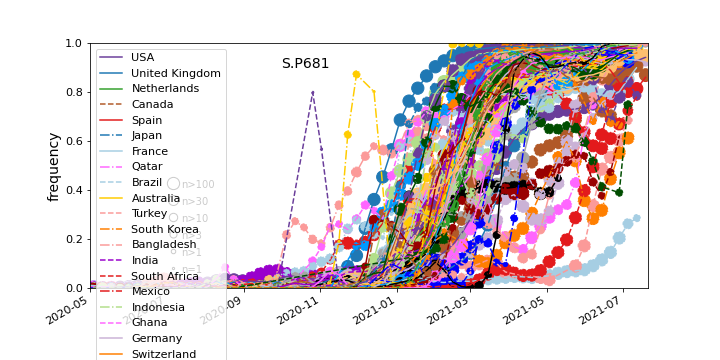 S.P681
frequency
1.0
0.8
0.6
0.4
0.2
0.0
USA
United Kingdom
Netherlands
Canada
Spain
Japan
France
Qatar
Brazil
Australia
Turkey
South Korea
Bangladesh
India
South Africa
Mexico
Indonesia
Ghana
Germany
Switzerland
n>100
n>30
n>10
n>1
n=1
2020-05
2020-09
2020-11
2021-01
2021-03
2021-05
2021-07